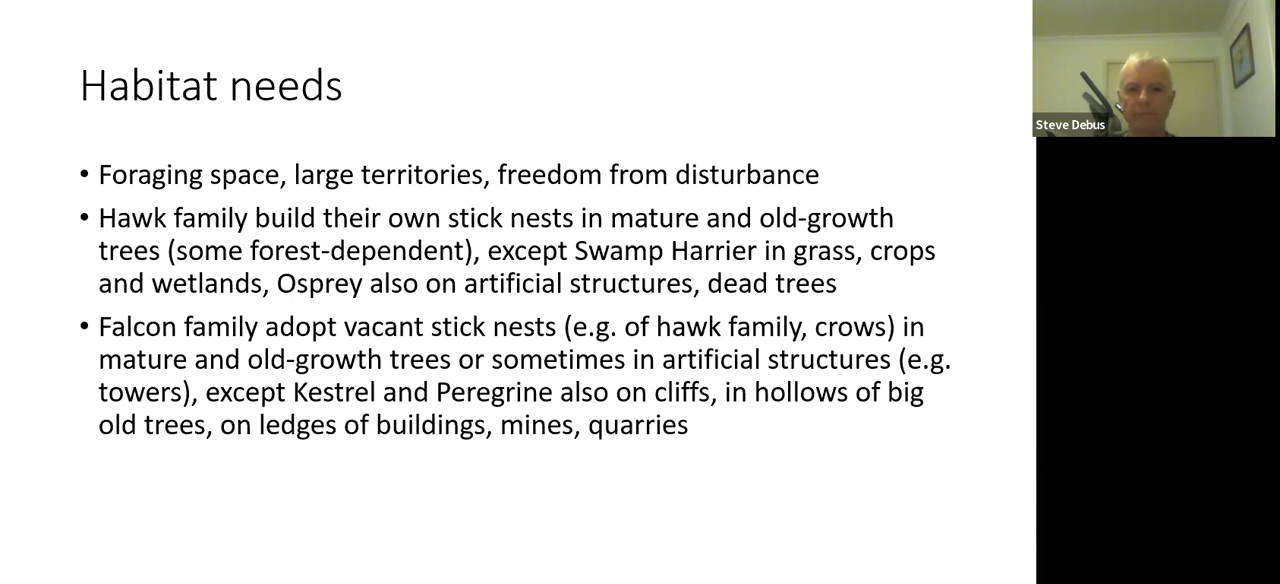 Habitat needs
• Foraging space, large territories, freedom from disturbance
• Hawk family build their own stick nests in mature and old-growth
trees (some forest-dependent), except Swamp Harrier in grass, crops
and wetlands, Osprey also on artificial structures, dead trees
• Falcon family adopt vacant stick nests (e.g. of hawk family, crows) in
mature and old-growth trees or sometimes in artificial structures (e.g.
towers), except Kestrel and Peregrine also on cliffs, in hollows of big
old trees, on ledges of buildings, mines, quarries
Steve Debus